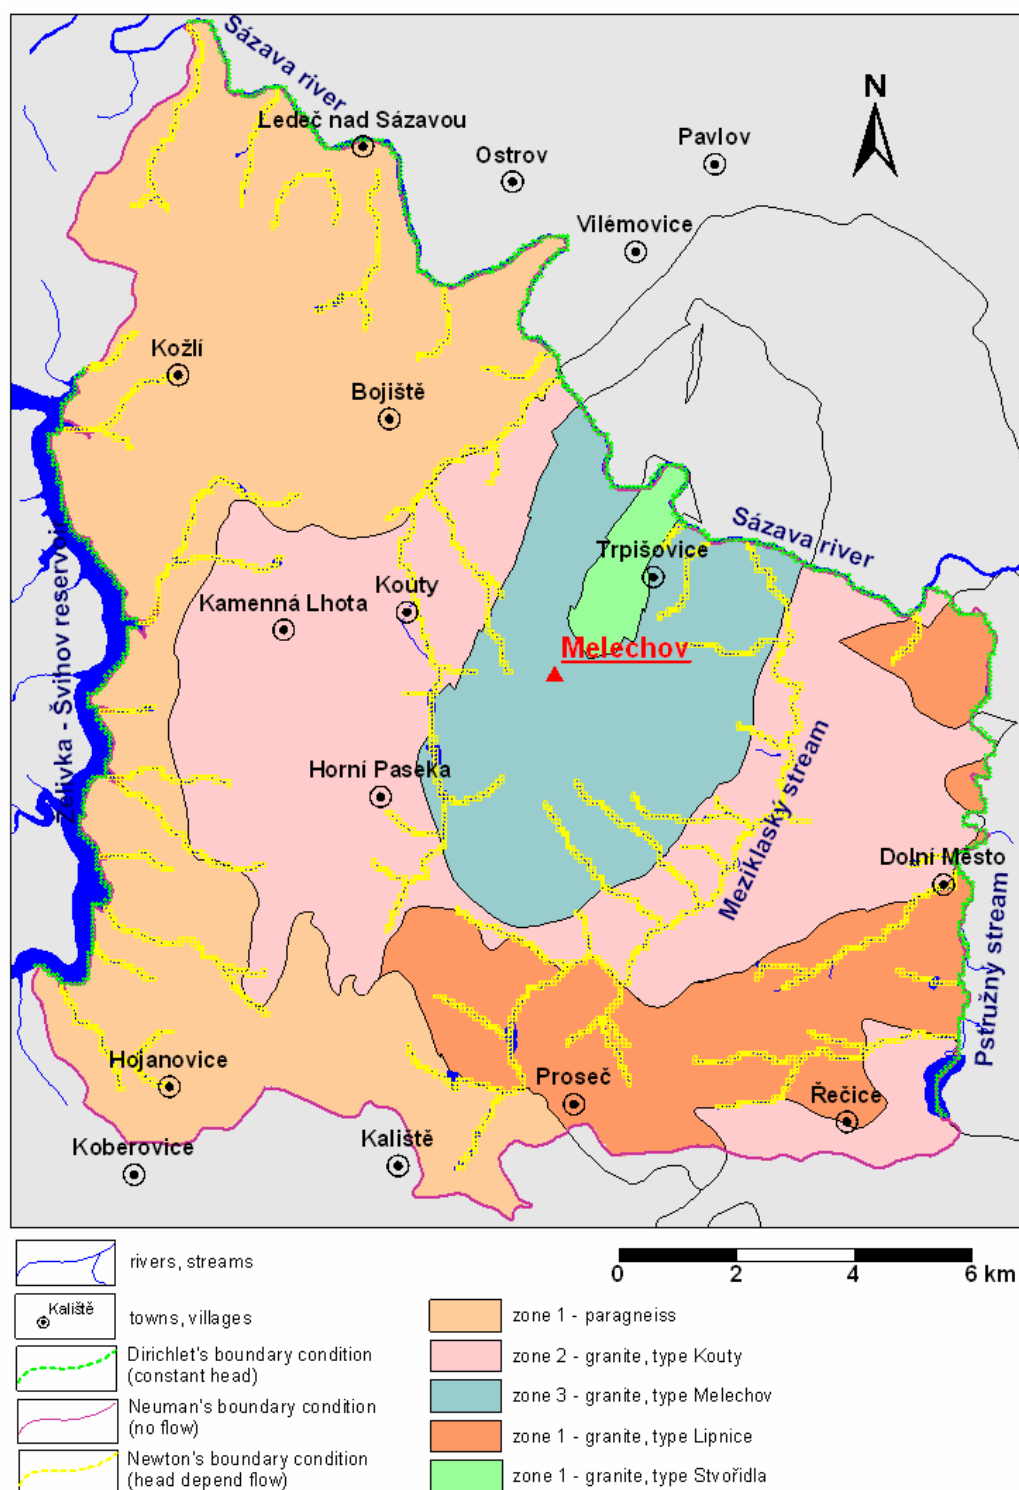 Sázava river
N
Ledeč nad Sázavou
Pavlov
Ostrov
Vilémovice
Kožlí
Bojiště
Sázava river
Trpišovice
Kouty
Kamenná Lhota
Melechov
Želivka - Švihov reservoir
Horní Paseka
Meziklaský stream
Dolní Město
Pstružný stream
Hojanovice
Proseč
Řečice
Kaliště
Koberovice
rivers, streams
0 2 4 6 km
Kaliště
towns, villages
zone 1 - paragneiss
Dirichlet's boundary condition
(constant head)
zone 2 - granite, type Kouty
zone 3 - granite, type Melechov
Neuman's boundary condition
(no flow)
zone 1 - granite, type Lipnice
Newton's boundary condition
(head depend flow)
zone 1 - granite, type Stvořidla